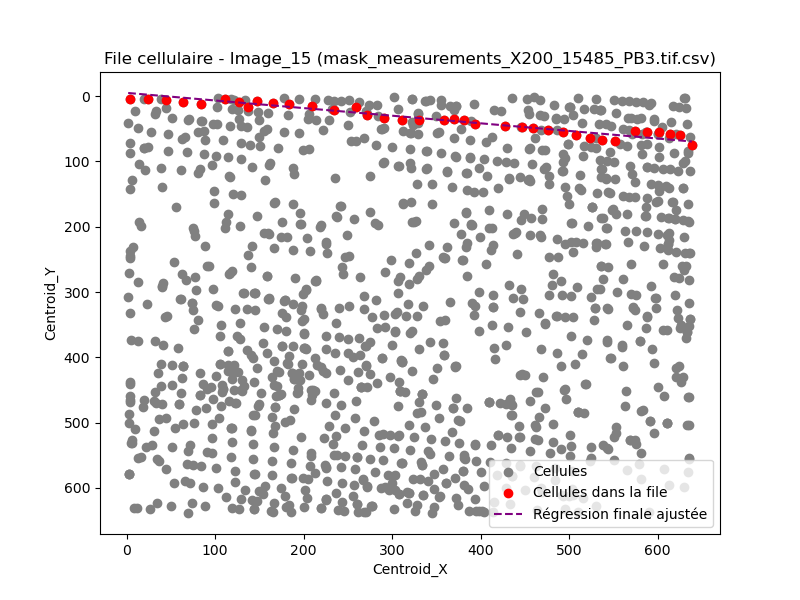 File cellulaire - Image_15 (mask_measurements_X200_15485_PB3.tif.csv)
0
100
200
300
400
500
600
Centroid_Y
Cellules
Cellules dans la file
Régression finale ajustée
0 100 200 300 400 500 600
Centroid_X